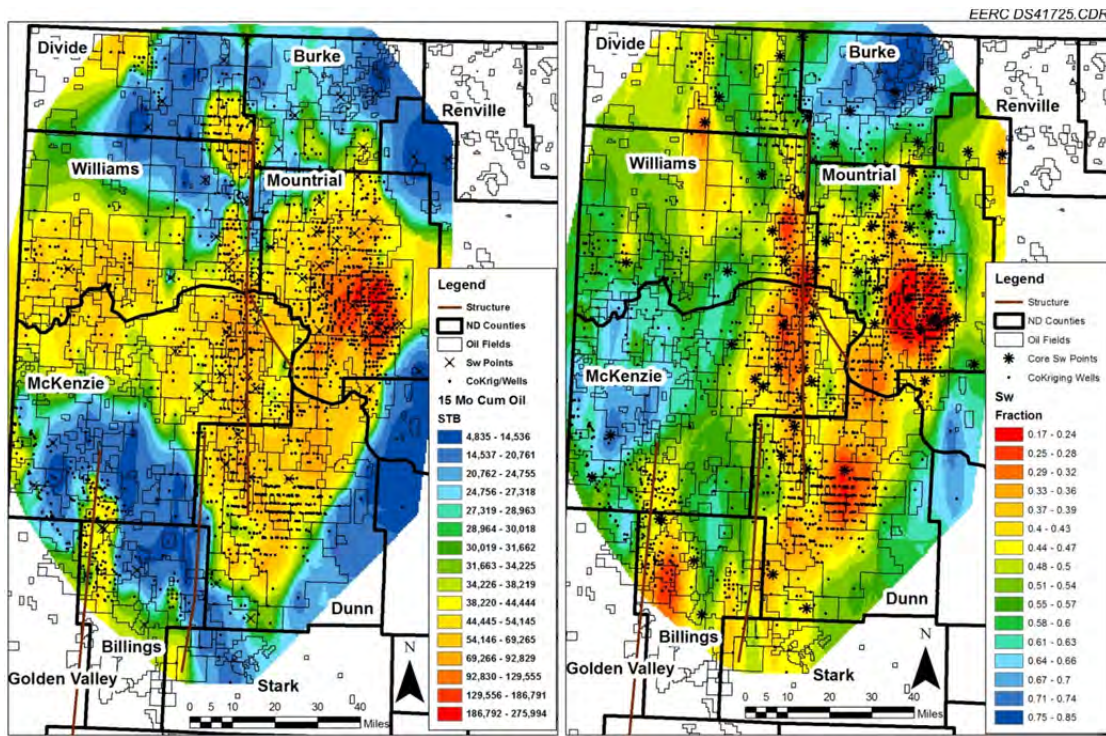 EERC DS41725.CDR
Divide
Burke
Renville
Williams
Mountrial
McKenzie
Dunn
Billings
Golden Valley
Stark
N
0 5 10 20 30 40
Miles
Legend
Structure
ND Counties
Oil Fields
Sw Points
CoKrig/Wells
15 Mo Cum Oil
STB
4,835 - 14,536
14,537 - 20,761
20,762 - 24,755
24,756 - 27,318
27,319 - 28,963
28,964 - 30,018
30,019 - 31,662
31,663 - 34,225
34,226 - 38,219
38,220 - 44,444
44,445 - 54,145
54,146 - 69,265
69,266 - 92,829
92,830 - 129,555
129,556 - 186,791
186,792 - 275,994
Divide
Burke
Renville
Williams
Mountrial
McKenzie
Dunn
Billings
Golden Valley
Stark
N
0 5 10 20 30 40
Miles
Legend
Structure
ND Counties
Oil Fields
Core Sw Points
CoKriging Wells
Sw
Fraction
0.17 - 0.24
0.25 - 0.28
0.29 - 0.32
0.33 - 0.36
0.37 - 0.39
0.4 - 0.43
0.44 - 0.47
0.48 - 0.5
0.51 - 0.54
0.55 - 0.57
0.58 - 0.6
0.61 - 0.63
0.64 - 0.66
0.67 - 0.7
0.71 - 0.74
0.75 - 0.85